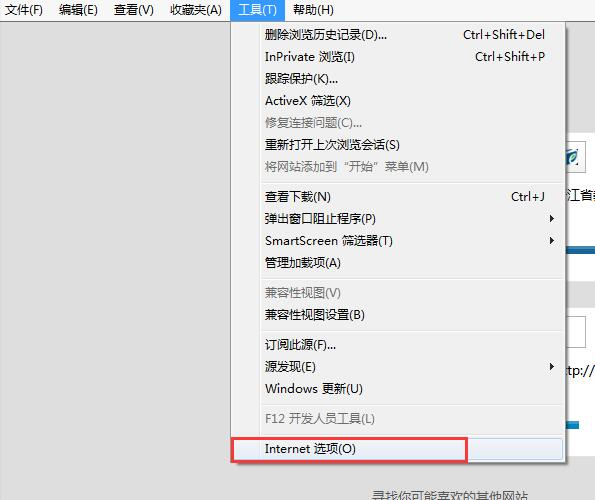 文件(F) 编辑(E) 查看(V) 收藏夹(A) 工具(T) 帮助(H)
删除浏览历史记录(D)... Ctrl+Shift+Del
InPrivate 浏览(I) Ctrl+Shift+P
跟踪保护(K)...
ActiveX 筛选(X)
修复连接问题(C)...
重新打开上次浏览会话(S)
将网站添加到“开始”菜单(M)
江省
查看下载(N) Ctrl+J
弹出窗口阻止程序(P)
SmartScreen 筛选器(T)
管理加载项(A)
兼容性视图(V)
兼容性视图设置(B)
订阅此源(F)...
源发现(E)
ttp://
Windows 更新(U)
F12 开发人员工具(L)
Internet 选项(O)
寻找你可能喜欢的其他网站